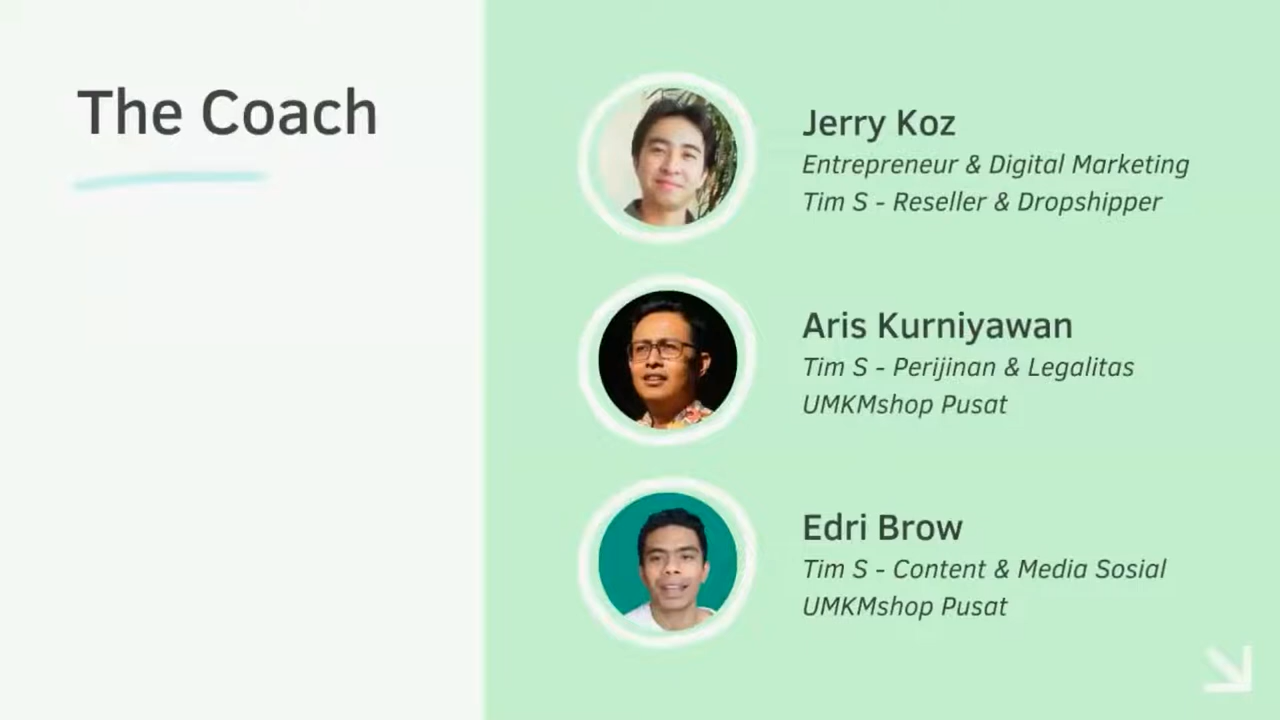 The Coach
Jerry Koz
Entrepreneur & Digital Marketing
Tim S - Reseller & Dropshipper
Aris Kurniyawan
Tim S - Perijinan & Legalitas
UMKMshop Pusat
Edri Brow
Tim S - Content & Media Sosial
UMKMshop Pusat